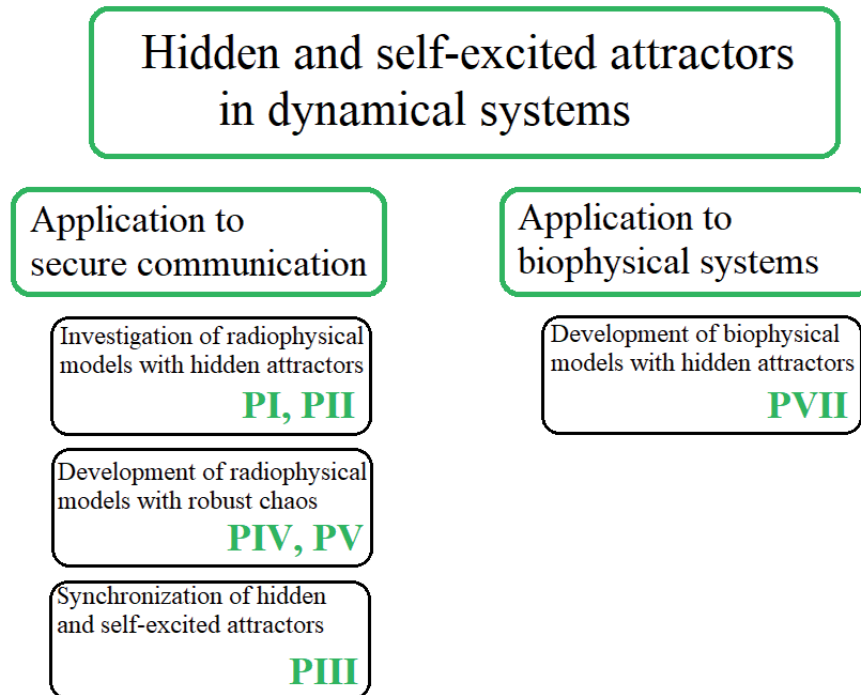 Hidden and self-excited attractors
in dynamical systems
Application to
secure communication
Investigation of radiophysical
models with hidden attractors
PI, PII
Development of radiophysical
models with robust chaos
PIV, PV
Synchronization of hidden
and self-excited attractors
PIII
Application to
biophysical systems
Development of biophysical
models with hidden attractors
PVII